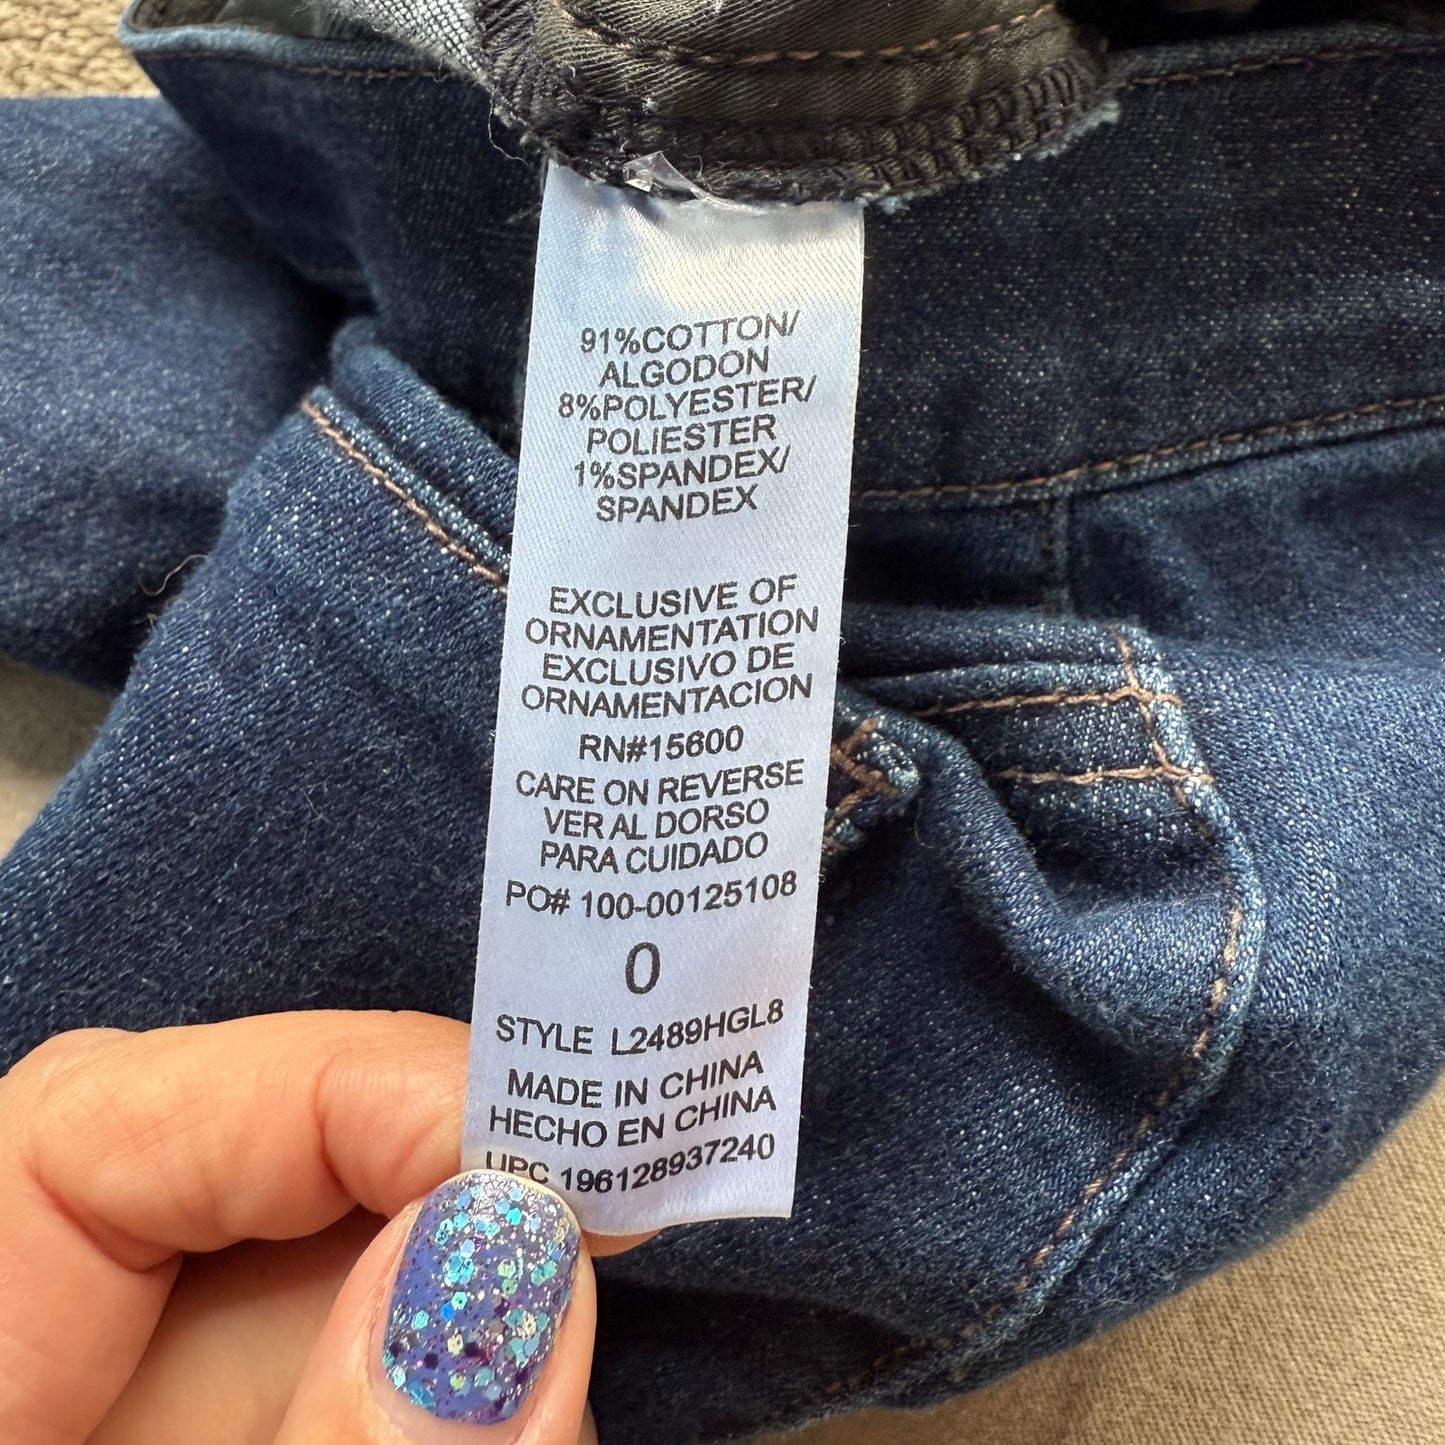 91%COTTON/
ALGODON
8%POLYESTER/
POLIESTER
1%SPANDEX/
SPANDEX
EXCLUSIVE OF
ORNAMENTATION
EXCLUSIVO DE
ORNAMENTACION
RN#15600
CARE ON REVERSE
VER AL DORSO
PARA CUIDADO
PO# 100-00125108
0
STYLE L2489HGL8
MADE IN CHINA
HECHO EN CHINA
UPC 196128937240